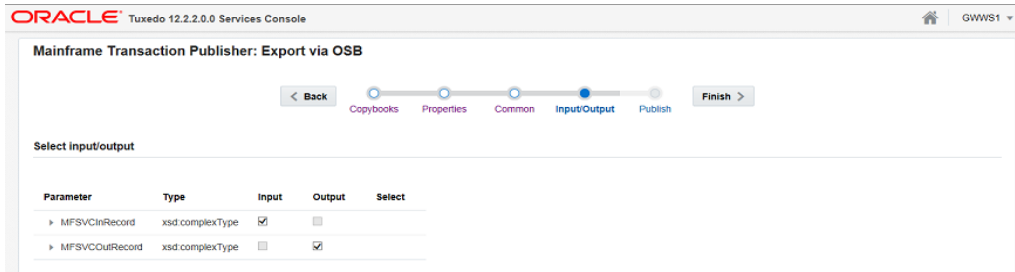 ORACLE® Tuxedo 12.2.2.0.0 Services Console GWWS1
Mainframe Transaction Publisher: Export via OSB
< Back Finish >
Copybooks Properties Common Input/Output Publish
Select input/output
Parameter Type Input Output Select
MFSVCInRecord xsd:complexType
MFSVCOutRecord xsd:complexType